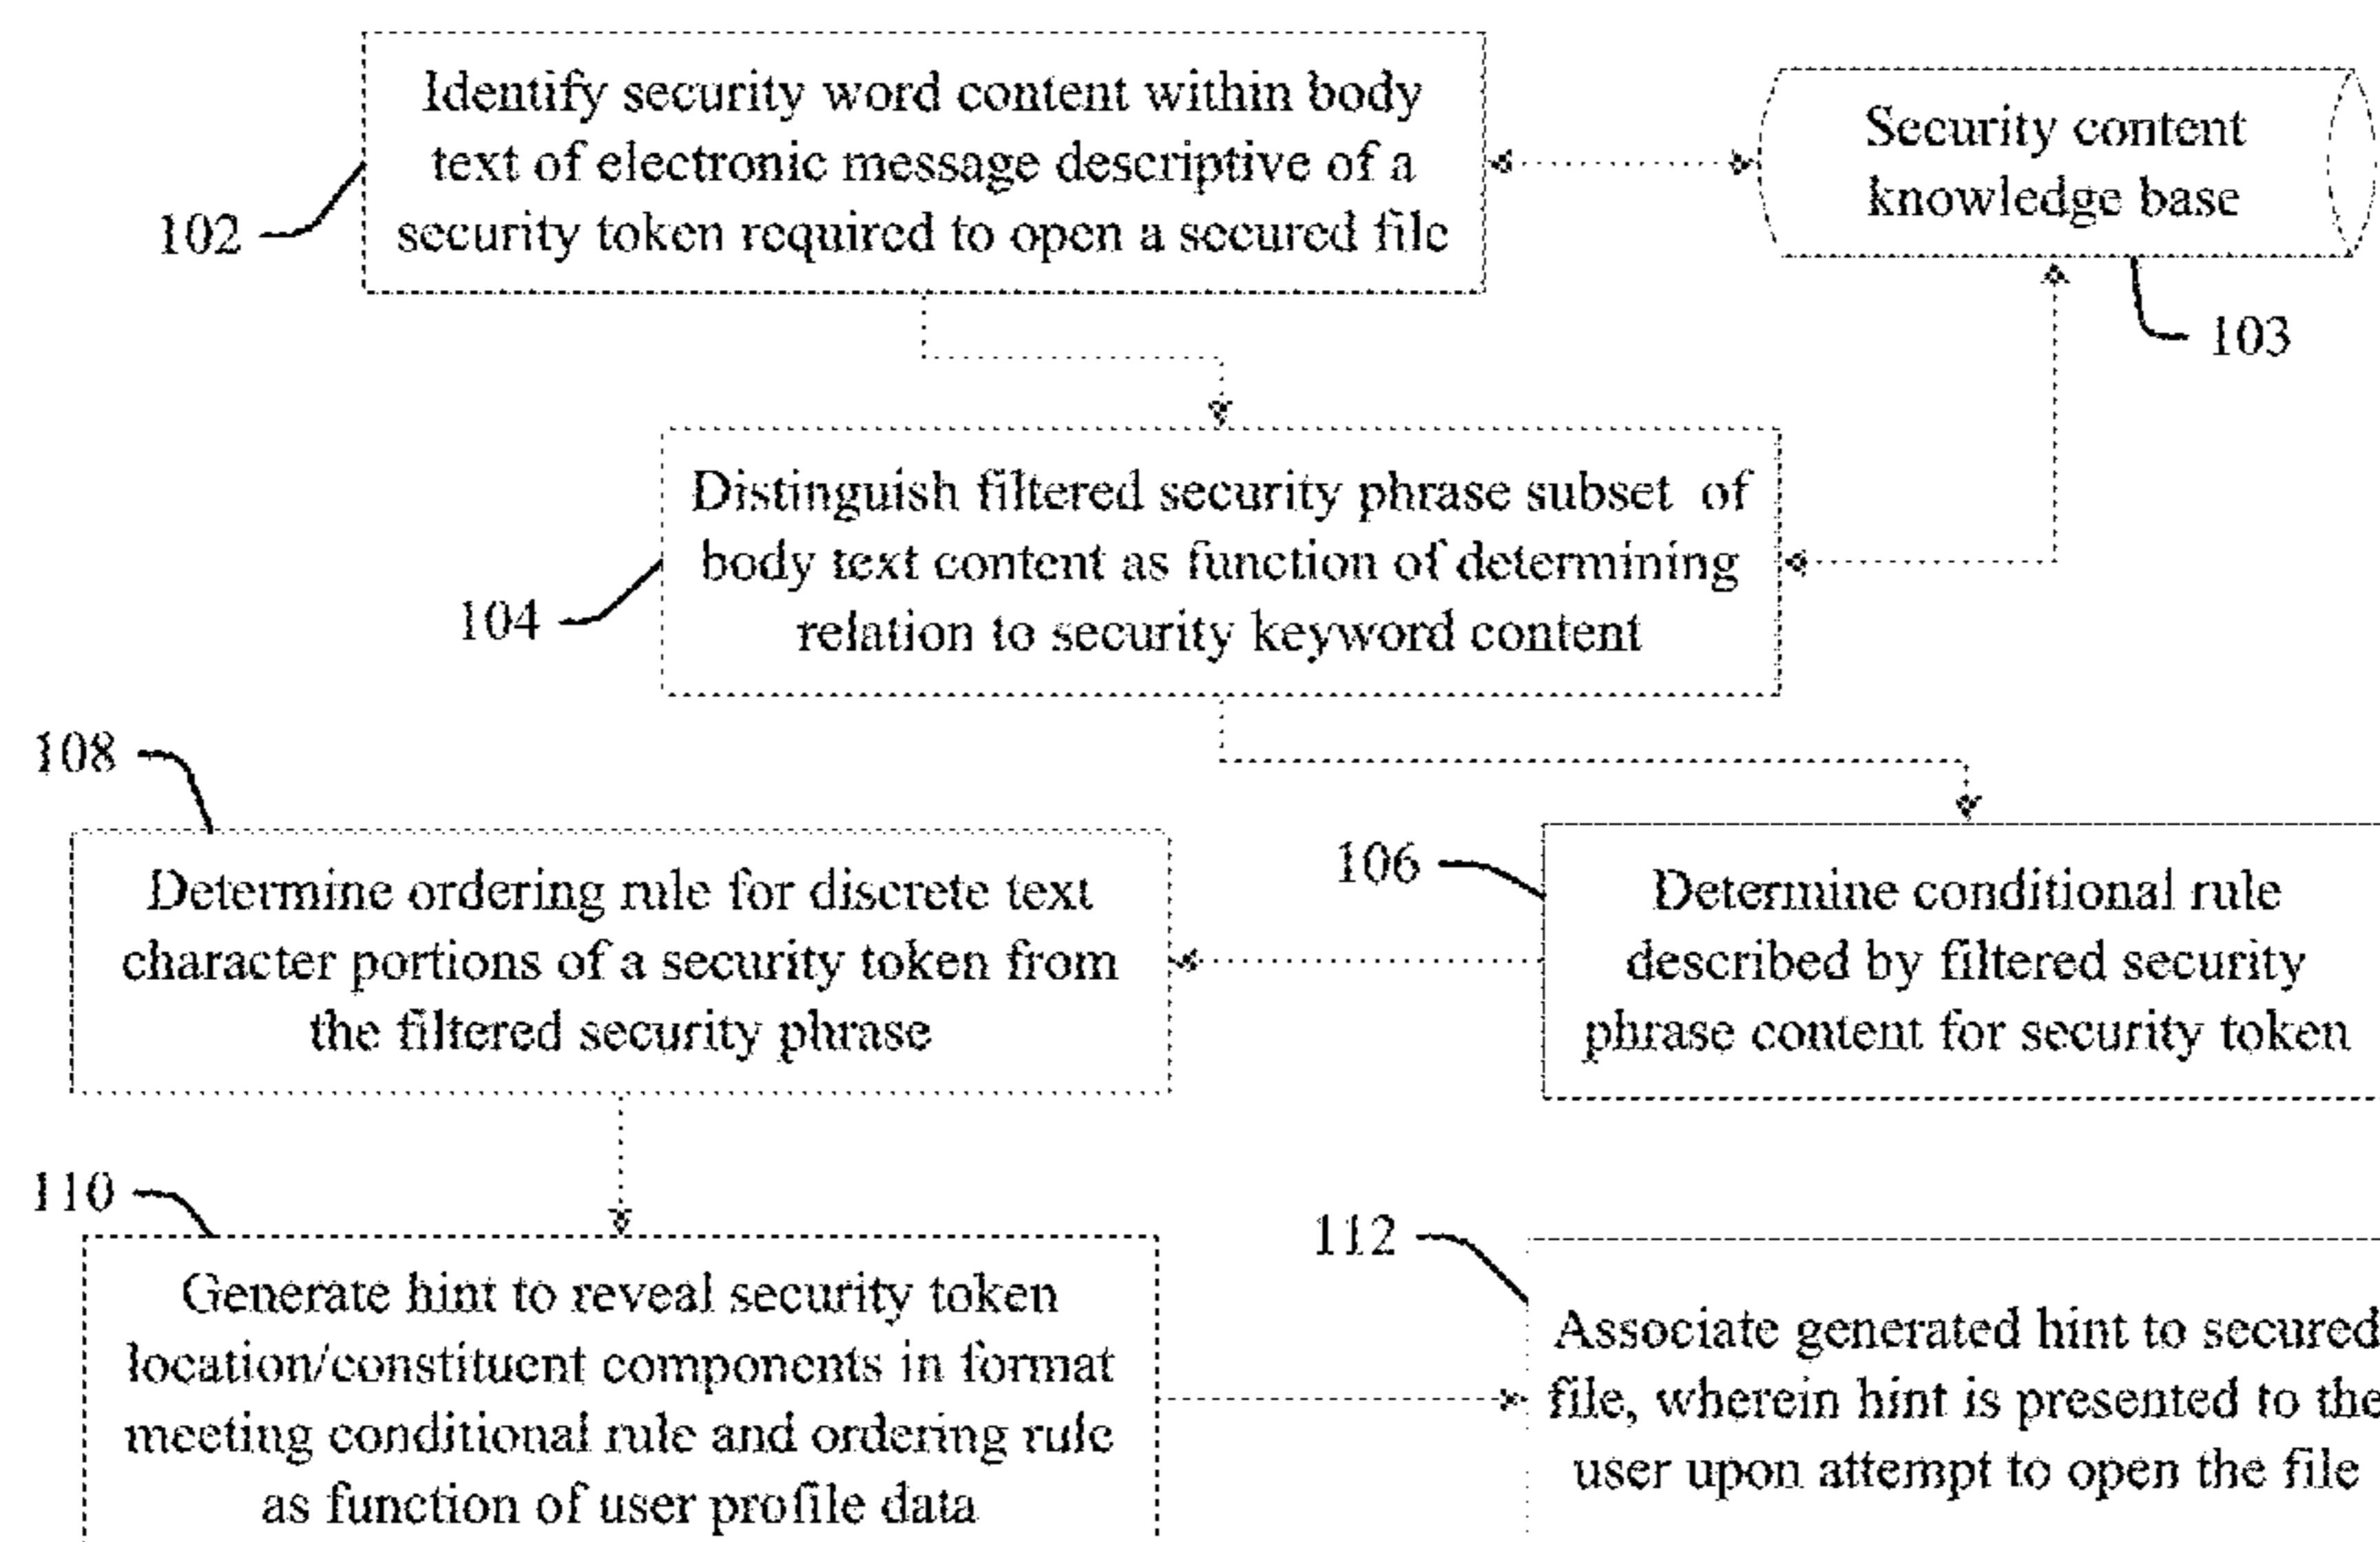 Identify security word content within body
text of electronic message descriptive of a
security token required to open a secured file
102
Security content
knowledge base
103
Distinguish filtered security phrase subset of
body text content as function of determining
relation to security keyword content
104
108
Determine ordering rule for discrete text
character portions of a security token from
the filtered security phrase
106
Determine conditional rule
described by filtered security
phrase content for security token
110
Generate hint to reveal security token
location/constituent components in format
meeting conditional rule and ordering rule
as function of user profile data
112
Associate generated hint to secured
file, wherein hint is presented to the
user upon attempt to open the file